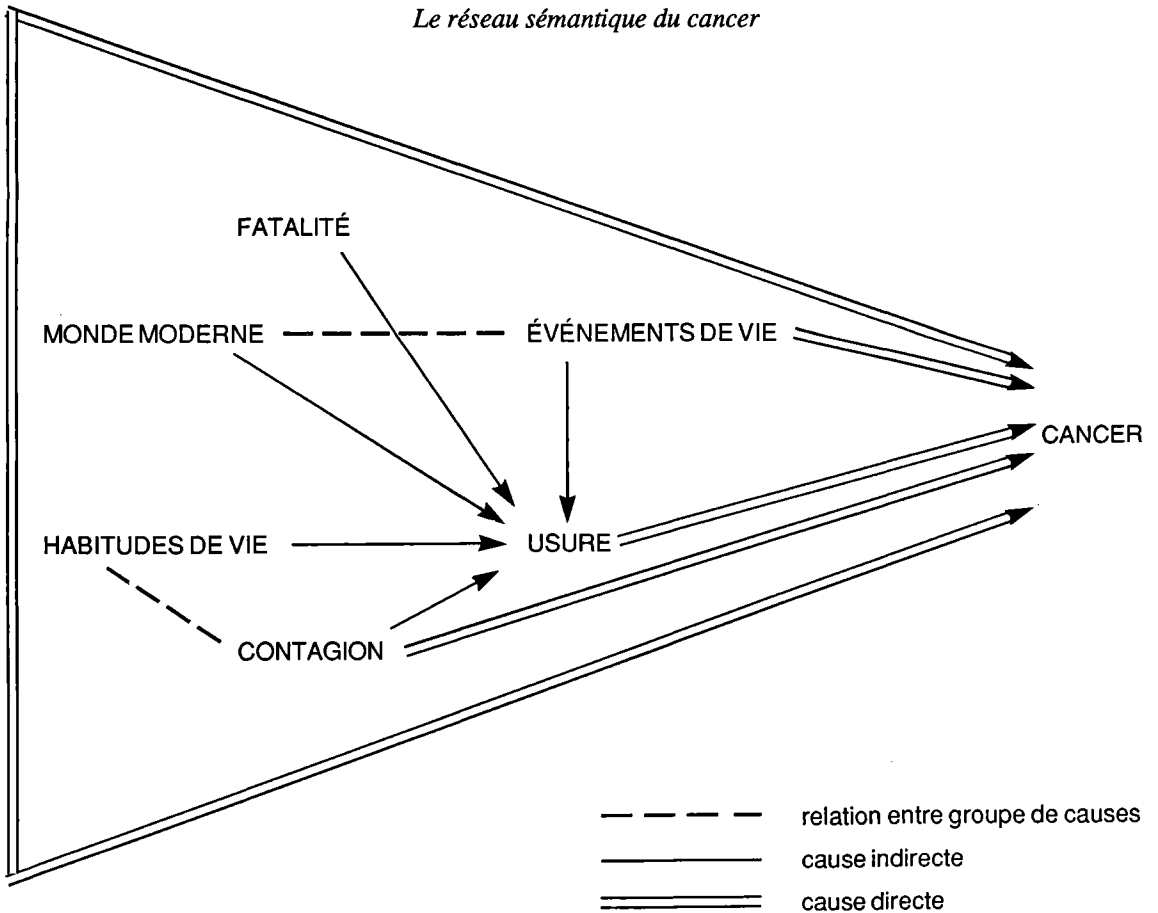 Le réseau sémantique du cancer
FATALITÉ
MONDE MODERNE
ÉVÉNEMENTS DE VIE
CANCER
HABITUDES DE VIE
USURE
CONTAGION
relation entre groupe de causes
cause indirecte
cause directe